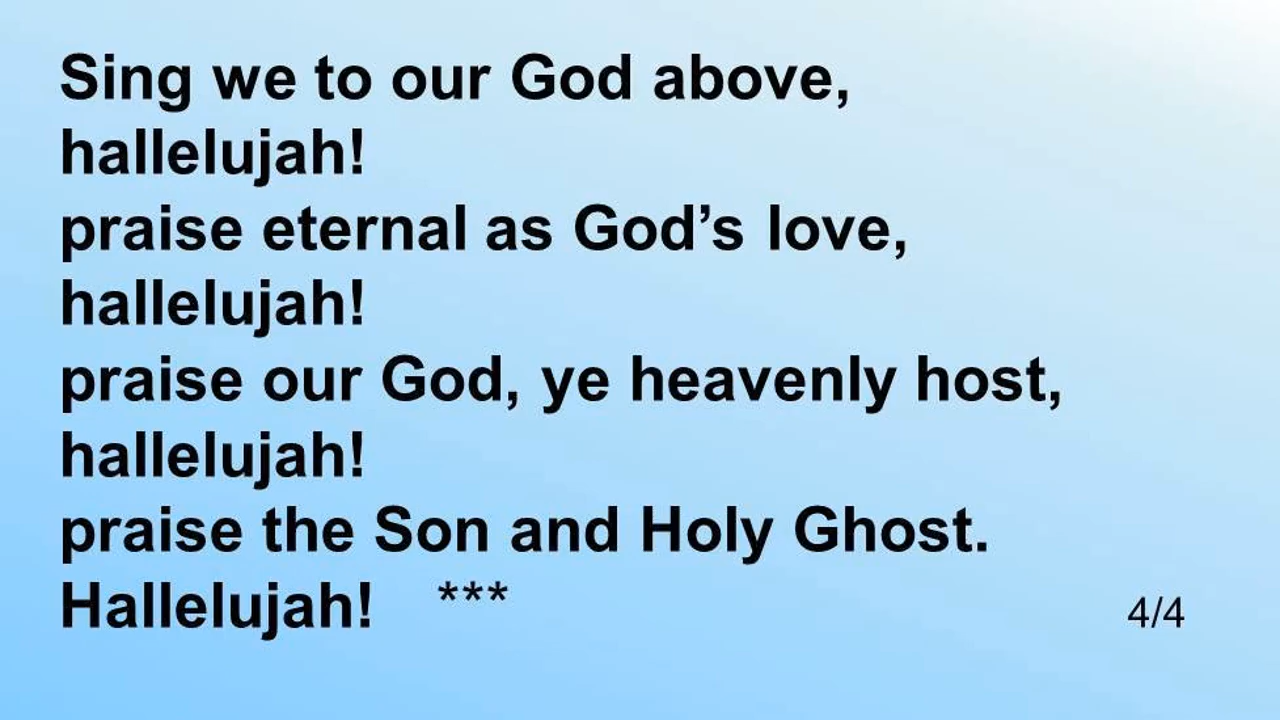 Sing we to our God above,
hallelujah!
praise eternal as God’s love,
hallelujah!
praise our God, ye heavenly host,
hallelujah!
praise the Son and Holy Ghost.
Hallelujah! *** 4/4